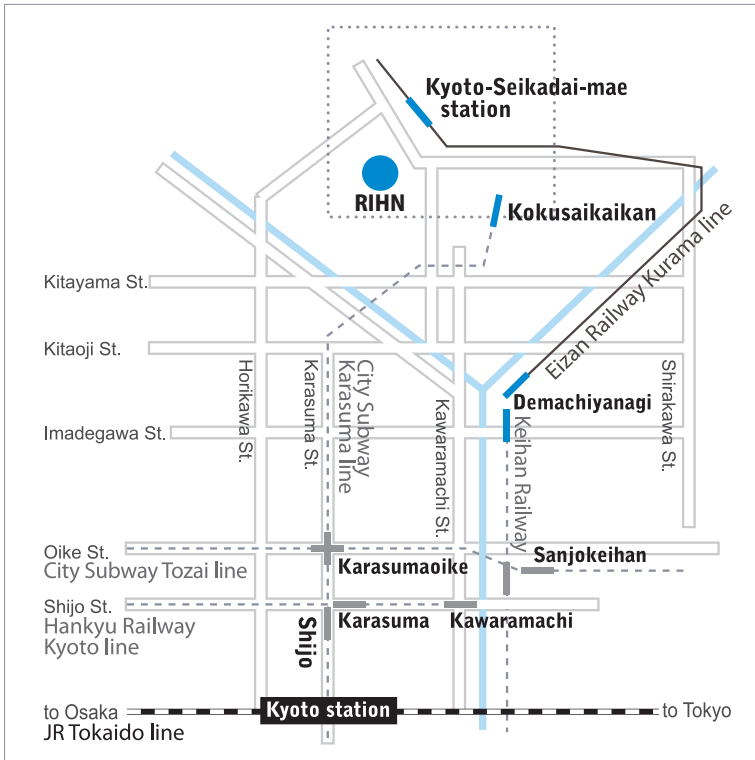 Kyoto-Seikadai-mae
station
RIHN
Kokusaikaikan
Eizan Railway Kurama line
Kitayama St.
Kitaoji St.
Horikawa St.
Karasuma St.
City Subway
Karasuma line
Kawaramachi St.
Shirakawa St.
Demachiyanagi
Imadegawa St.
Keihan Railway
Oike St.
City Subway Tozai line
Karasumaoike
Sanjokeihan
Shijo St.
Hankyu Railway
Kyoto line
Shijo
Karasuma
Kawaramachi
to Osaka
Kyoto station
to Tokyo
JR Tokaido line